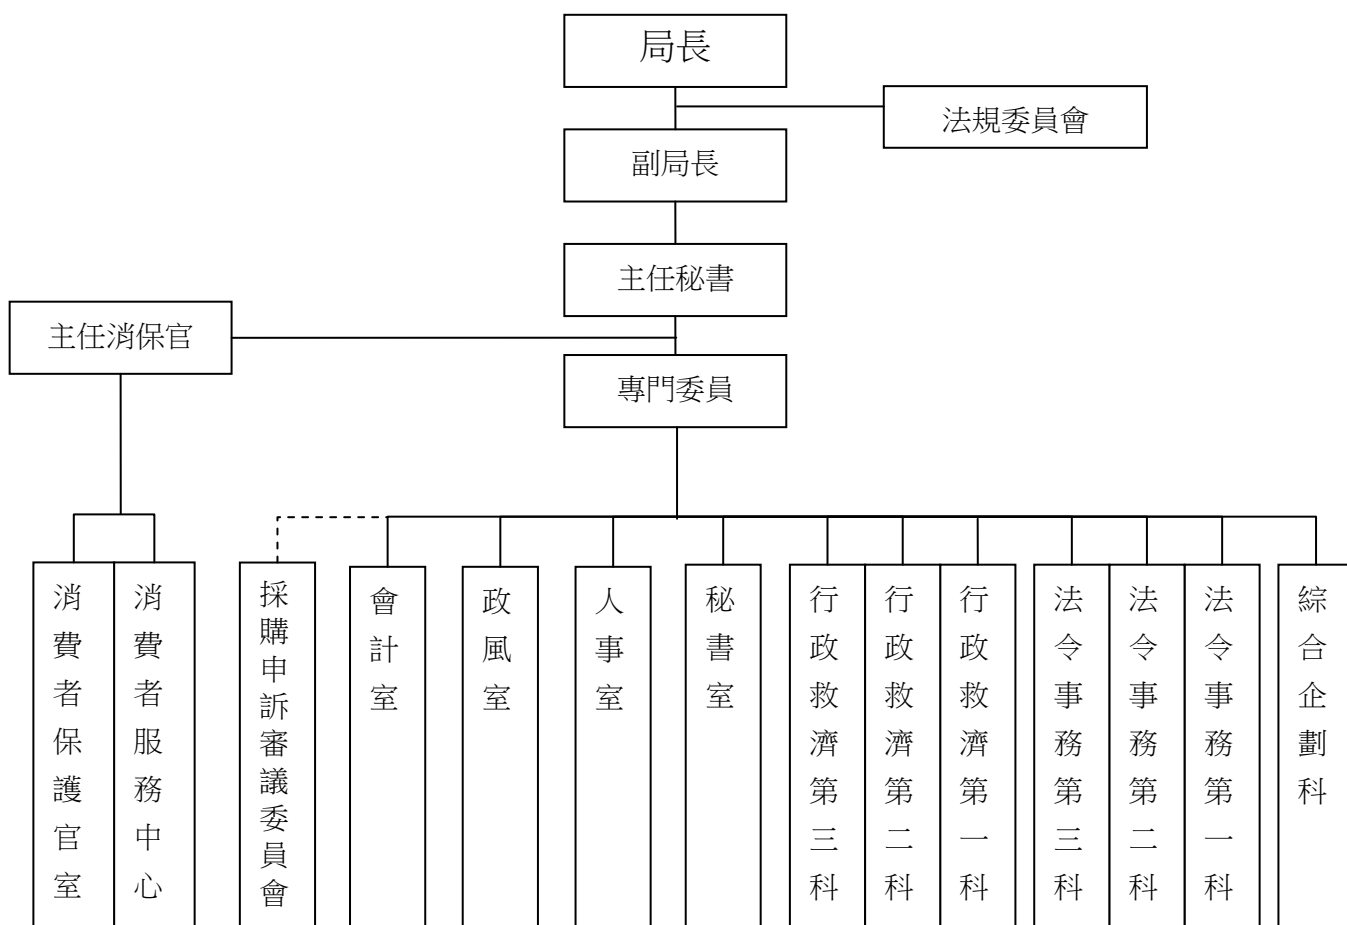 局長
法規委員會
副局長
主任秘書
主任消保官
專門委員
消費者保護官室
消費者服務中心
採購申訴審議委員會
會計室
政風室
人事室
秘書室
行政救濟第三科
行政救濟第二科
行政救濟第一科
法令事務第三科
法令事務第二科
法令事務第一科
綜合企劃科